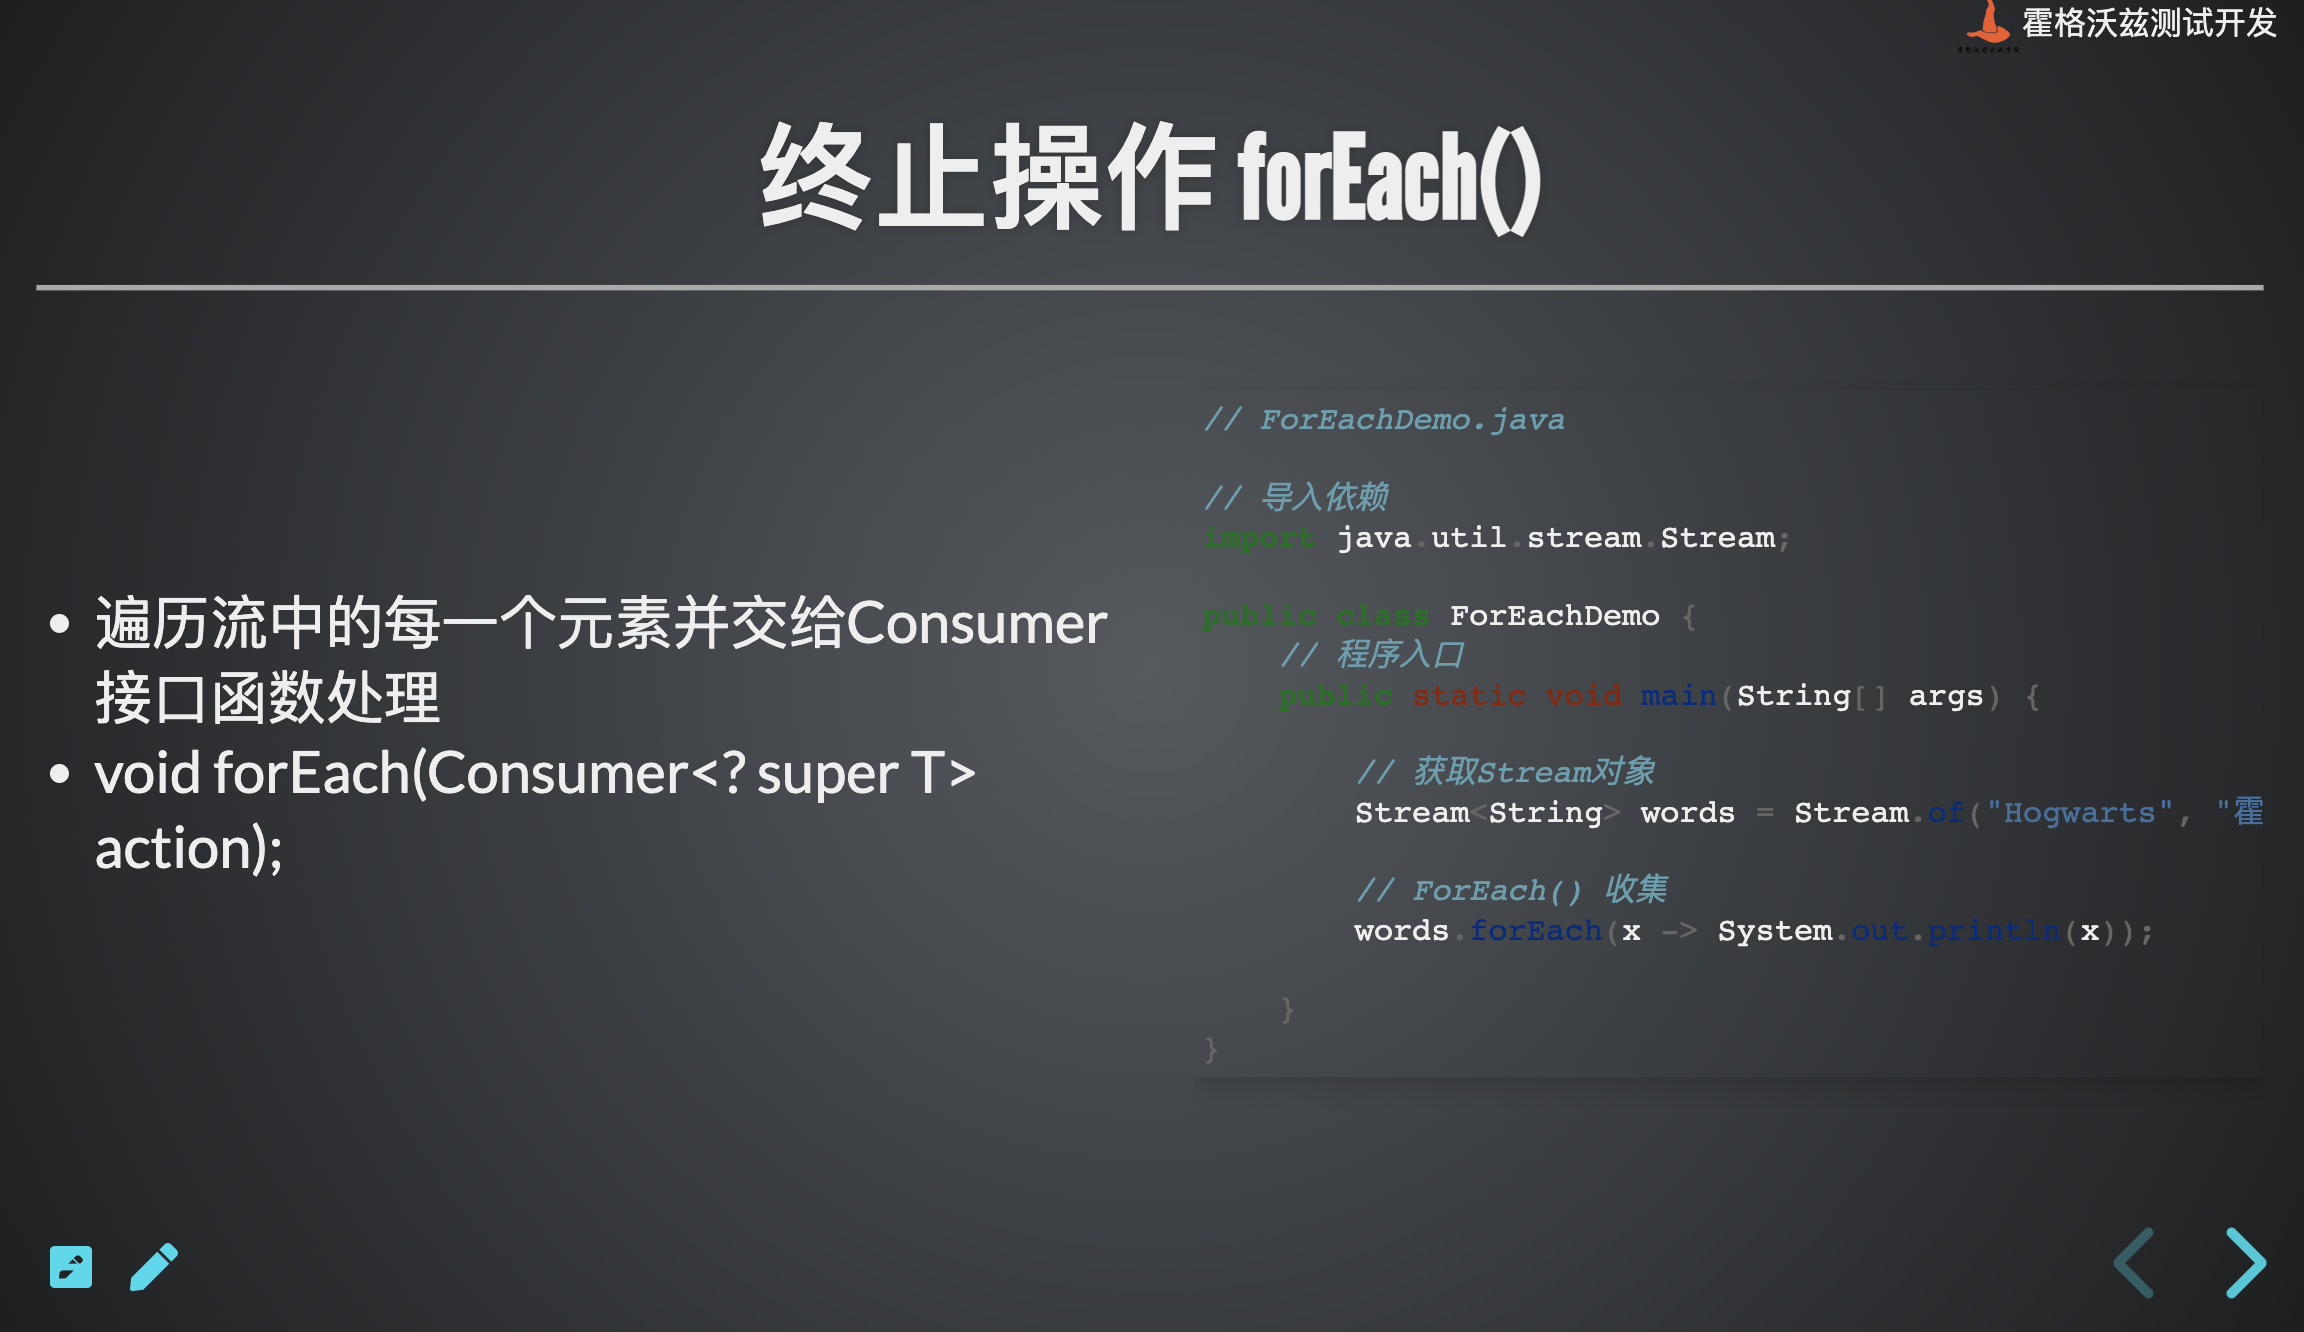 霍格沃兹测试开发
终止操作 forEach()
• 遍历流中的每一个元素并交给Consumer
接口函数处理
• void forEach(Consumer<? super T>
action);
// ForEachDemo.java
// 导入依赖
import java.util.stream.Stream;
public class ForEachDemo {
// 程序入口
public static void main(String[] args) {
// 获取Stream对象
Stream<String> words = Stream.of("Hogwarts", "霍
// ForEach() 收集
words.forEach(x -> System.out.println(x));
}
}